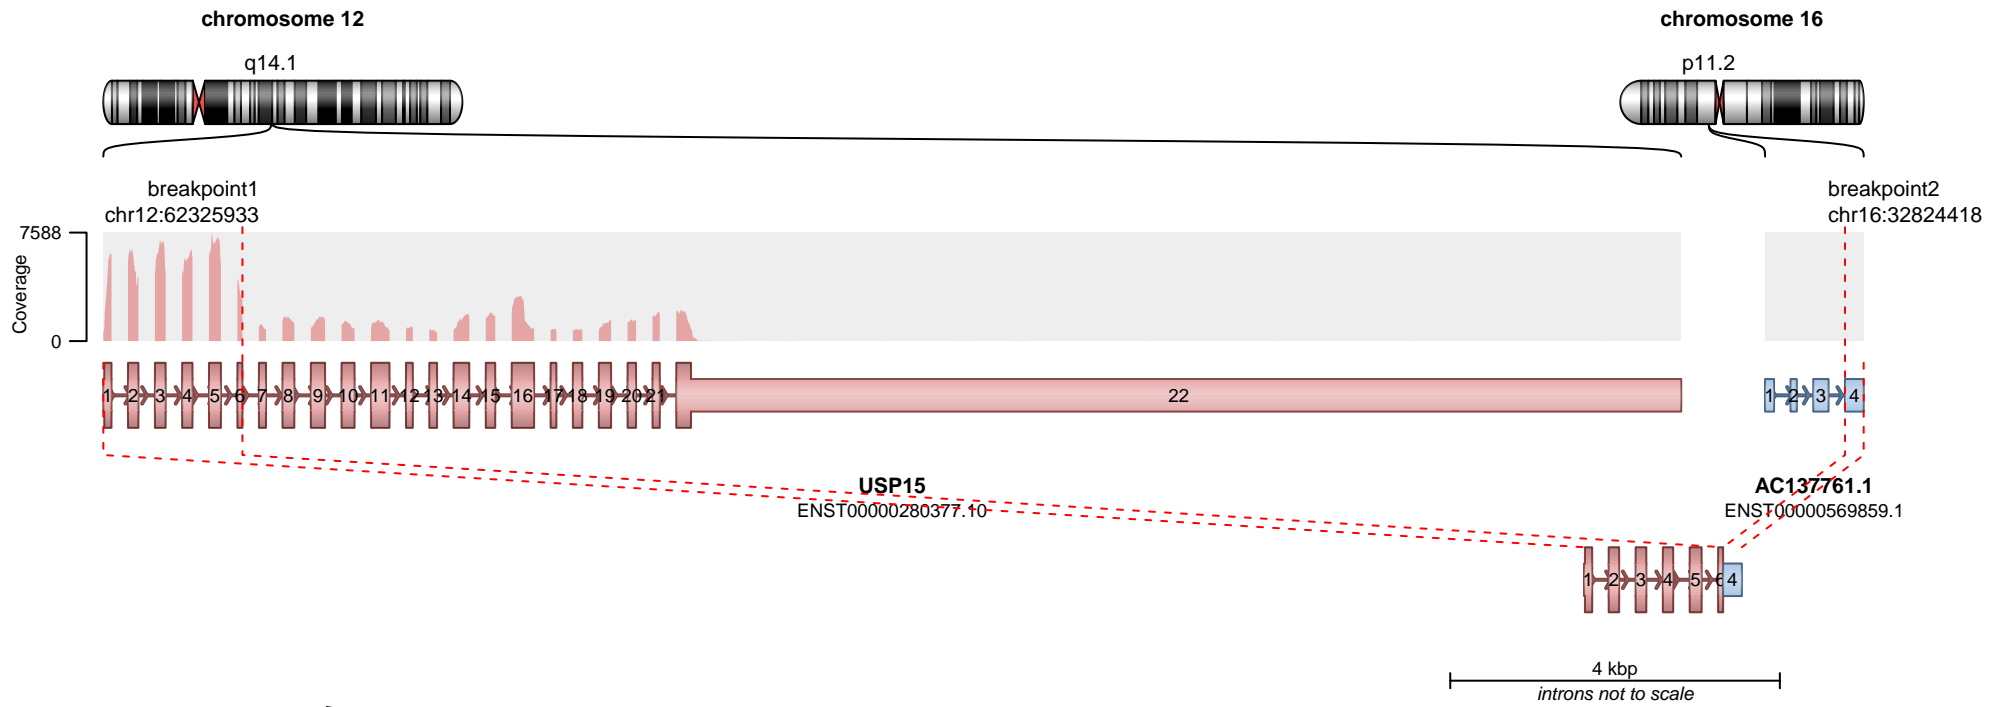 chromosome 12
chromosome 16
q14.1
p11.2
breakpoint1
chr12:62325933
breakpoint2
chr16:32824418
7588
Coverage
0
1 2 3 4 5 6 7 8 9 10 11 12 13 14 15 16 17 18 19 20 21 22
1 2 3 4
USP15
ENST00000280377.10
AC137761.1
ENST00000569859.1
1 2 3 4 5 6 4
4 kbp
introns not to scale